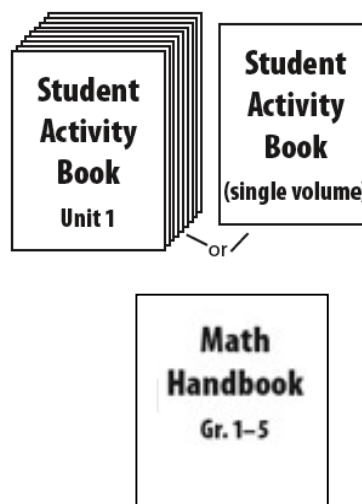 Student
Activity
Book
Unit 1
Student
Activity
Book
(single volume)
or
Math
Handbook
Gr. 1–5